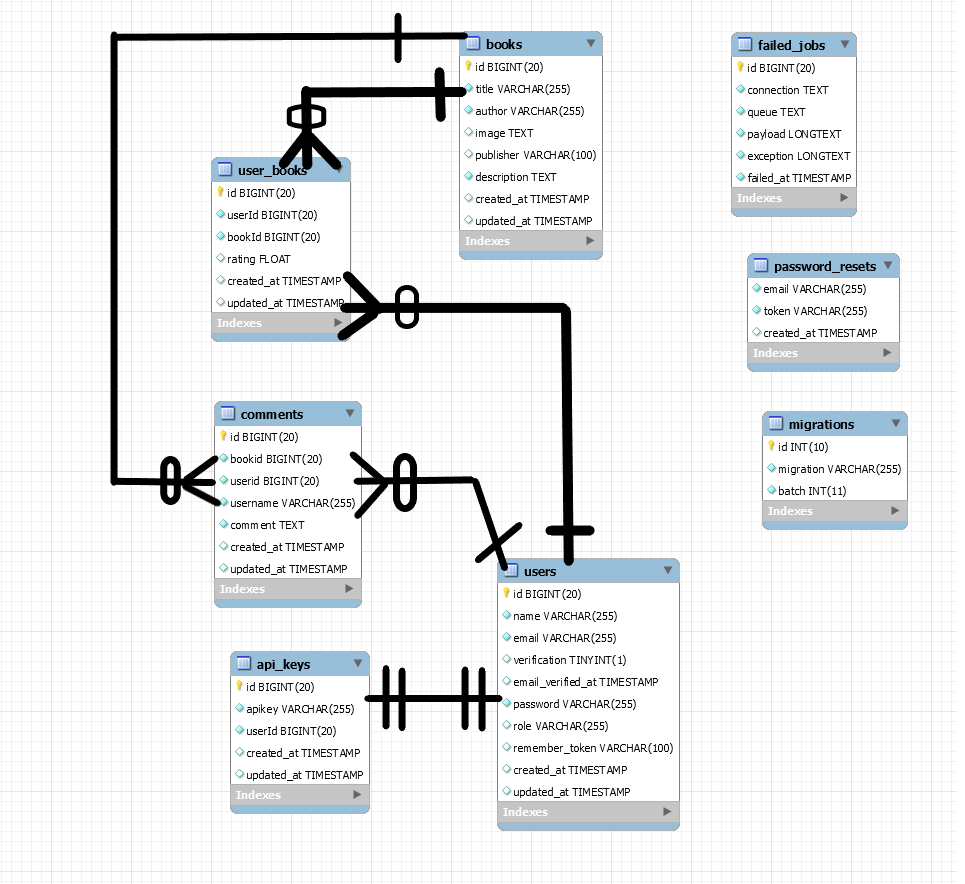 books
id BIGINT(20)
title VARCHAR(255)
author VARCHAR(255)
image TEXT
publisher VARCHAR(100)
description TEXT
created_at TIMESTAMP
updated_at TIMESTAMP
Indexes
failed_jobs
id BIGINT(20)
connection TEXT
queue TEXT
payload LONGTEXT
exception LONGTEXT
failed_at TIMESTAMP
Indexes
user_books
id BIGINT(20)
userId BIGINT(20)
bookId BIGINT(20)
rating FLOAT
created_at TIMESTAMP
updated_at TIMESTAMP
Indexes
password_resets
email VARCHAR(255)
token VARCHAR(255)
created_at TIMESTAMP
Indexes
comments
id BIGINT(20)
bookid BIGINT(20)
userid BIGINT(20)
username VARCHAR(255)
comment TEXT
created_at TIMESTAMP
updated_at TIMESTAMP
Indexes
migrations
id INT(10)
migration VARCHAR(255)
batch INT(11)
Indexes
users
id BIGINT(20)
name VARCHAR(255)
email VARCHAR(255)
verification TINYINT(1)
email_verified_at TIMESTAMP
password VARCHAR(255)
role VARCHAR(255)
remember_token VARCHAR(100)
created_at TIMESTAMP
updated_at TIMESTAMP
Indexes
api_keys
id BIGINT(20)
apikey VARCHAR(255)
userId BIGINT(20)
created_at TIMESTAMP
updated_at TIMESTAMP
Indexes